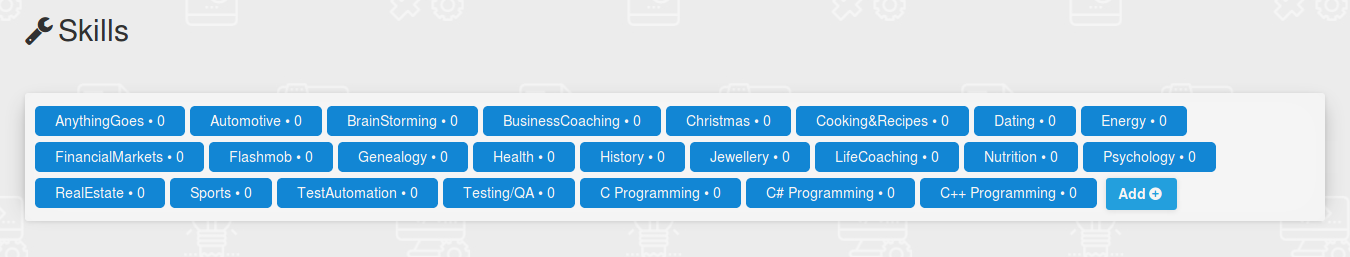 Skills
AnythingGoes • 0 Automotive • 0 BrainStorming • 0 BusinessCoaching • 0 Christmas • 0 Cooking&Recipes • 0 Dating • 0 Energy • 0
FinancialMarkets • 0 Flashmob • 0 Genealogy • 0 Health • 0 History • 0 Jewellery • 0 LifeCoaching • 0 Nutrition • 0 Psychology • 0
RealEstate • 0 Sports • 0 TestAutomation • 0 Testing/QA • 0 C Programming • 0 C# Programming • 0 C++ Programming • 0 Add